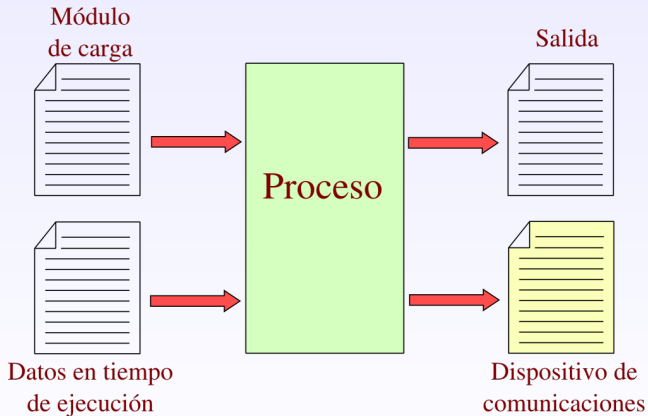 Módulo
de carga
Salida
Proceso
Datos en tiempo
de ejecución
Dispositivo de
comunicaciones